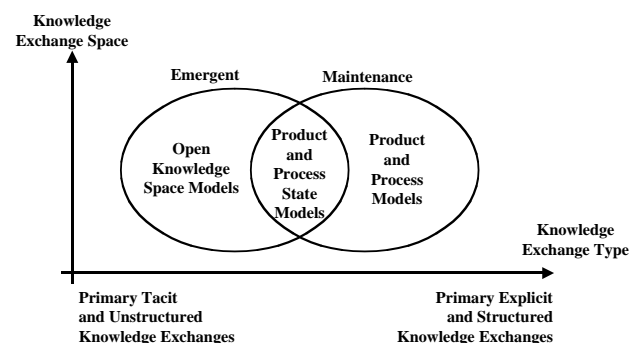 Knowledge
Exchange Space
Emergent
Maintenance
Open
Knowledge
Space Models
Product
and
Process
State
Models
Product
and
Process
Models
Knowledge
Exchange Type
Primary Tacit
and Unstructured
Knowledge Exchanges
Primary Explicit
and Structured
Knowledge Exchanges